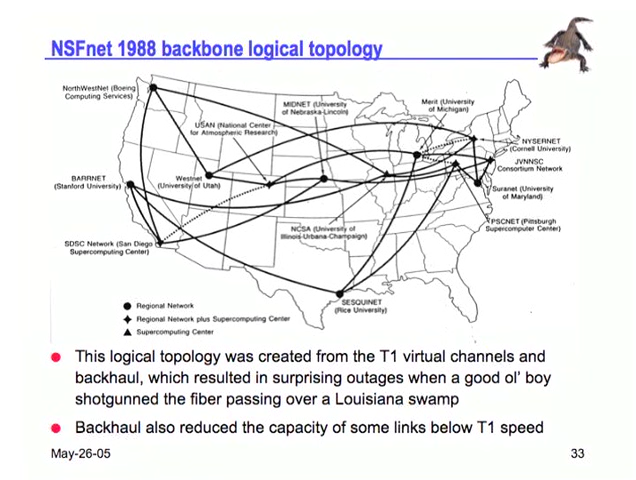 NSFnet 1988 backbone logical topology
NorthWestNet (Boeing
Computing Services)
MIDNET (University
of Nebraska-Lincoln)
Merit (University
of Michigan)
USAN (National Center
for Atmospheric Research)
NYSERNET
(Cornell University)
JVNNSC
Consortium Network
BARRNET
(Stanford University)
Westnet
(University of Utah)
Suranet (University
of Maryland)
PSCNET (Pittsburgh
Supercomputer Center)
NCSA (University of
Illinois-Urbana-Champaign)
SDSC Network (San Diego
Supercomputing Center)
SESQUINET
(Rice University)
Regional Network
Regional Network plus Supercomputing Center
Supercomputing Center
This logical topology was created from the T1 virtual channels and
backhaul, which resulted in surprising outages when a good ol' boy
shotgunned the fiber passing over a Louisiana swamp
Backhaul also reduced the capacity of some links below T1 speed
May-26-05
33